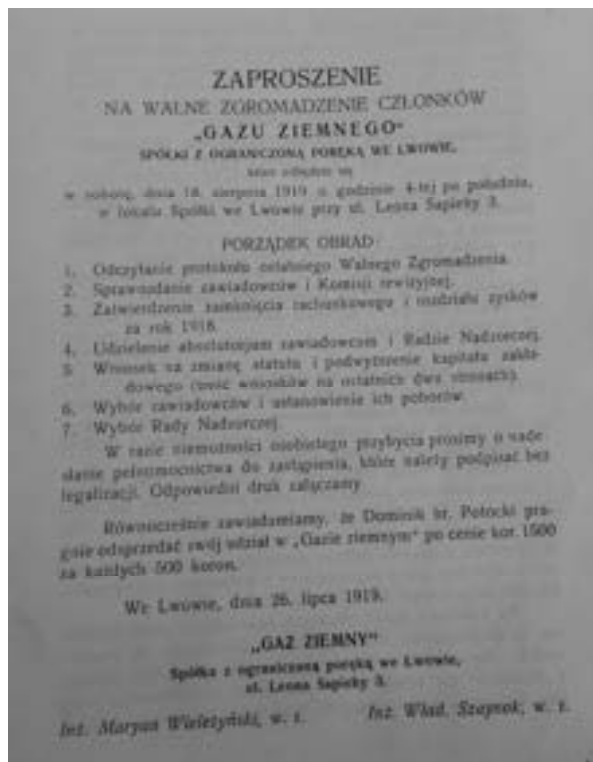 ZAPROSZENIE
NA WALNE ZGROMADZENIE CZŁONKÓW
„GAZU ZIEMNEGO”
SPÓŁKI Z OGRANICZONĄ PORĘKĄ WE LWOWIE,
które odbędzie się
w sobotę, dnia 16. sierpnia 1919 o godzinie 4-tej po południu,
w lokalu Spółki we Lwowie przy ul. Leona Sapiehy 3.
PORZĄDEK OBRAD
1. Odczytanie protokołu ostatniego Walnego Zgromadzenia.
2. Sprawozdanie zawiadowców i Komisji rewizyjnej.
3. Zatwierdzenie zamknięcia rachunkowego i rozdziału zysków
za rok 1918.
4. Udzielenie absolutorjum zawiadowcom i Radzie Nadzorczej.
5. Wniosek na zmianę statutu i podwyższenie kapitału zakła-
dowego (treść wniosków na ostatnich dwu stronach).
6. Wybór zawiadowców i ustanowienie ich poborów.
7. Wybór Rady Nadzorczej.
W razie niemożności osobistego przybycia prosimy o nade-
słanie pełnomocnictwa do zastąpienia, które należy podpisać bez
legalizacji. Odpowiedni druk załączamy.
Równocześnie zawiadamiamy, że Dominik hr. Potocki pra-
gnie odsprzedać swój udział w „Gazie ziemnym” po cenie kor. 1500
za każdych 500 koron.
We Lwowie, dnia 26. lipca 1919.
„GAZ ZIEMNY”
Spółka z ograniczoną poręką we Lwowie,
ul. Leona Sapiehy 3.
Inż. Maryan Wieleżyński, w. r. Inż. Wład. Szaynok, w. r.